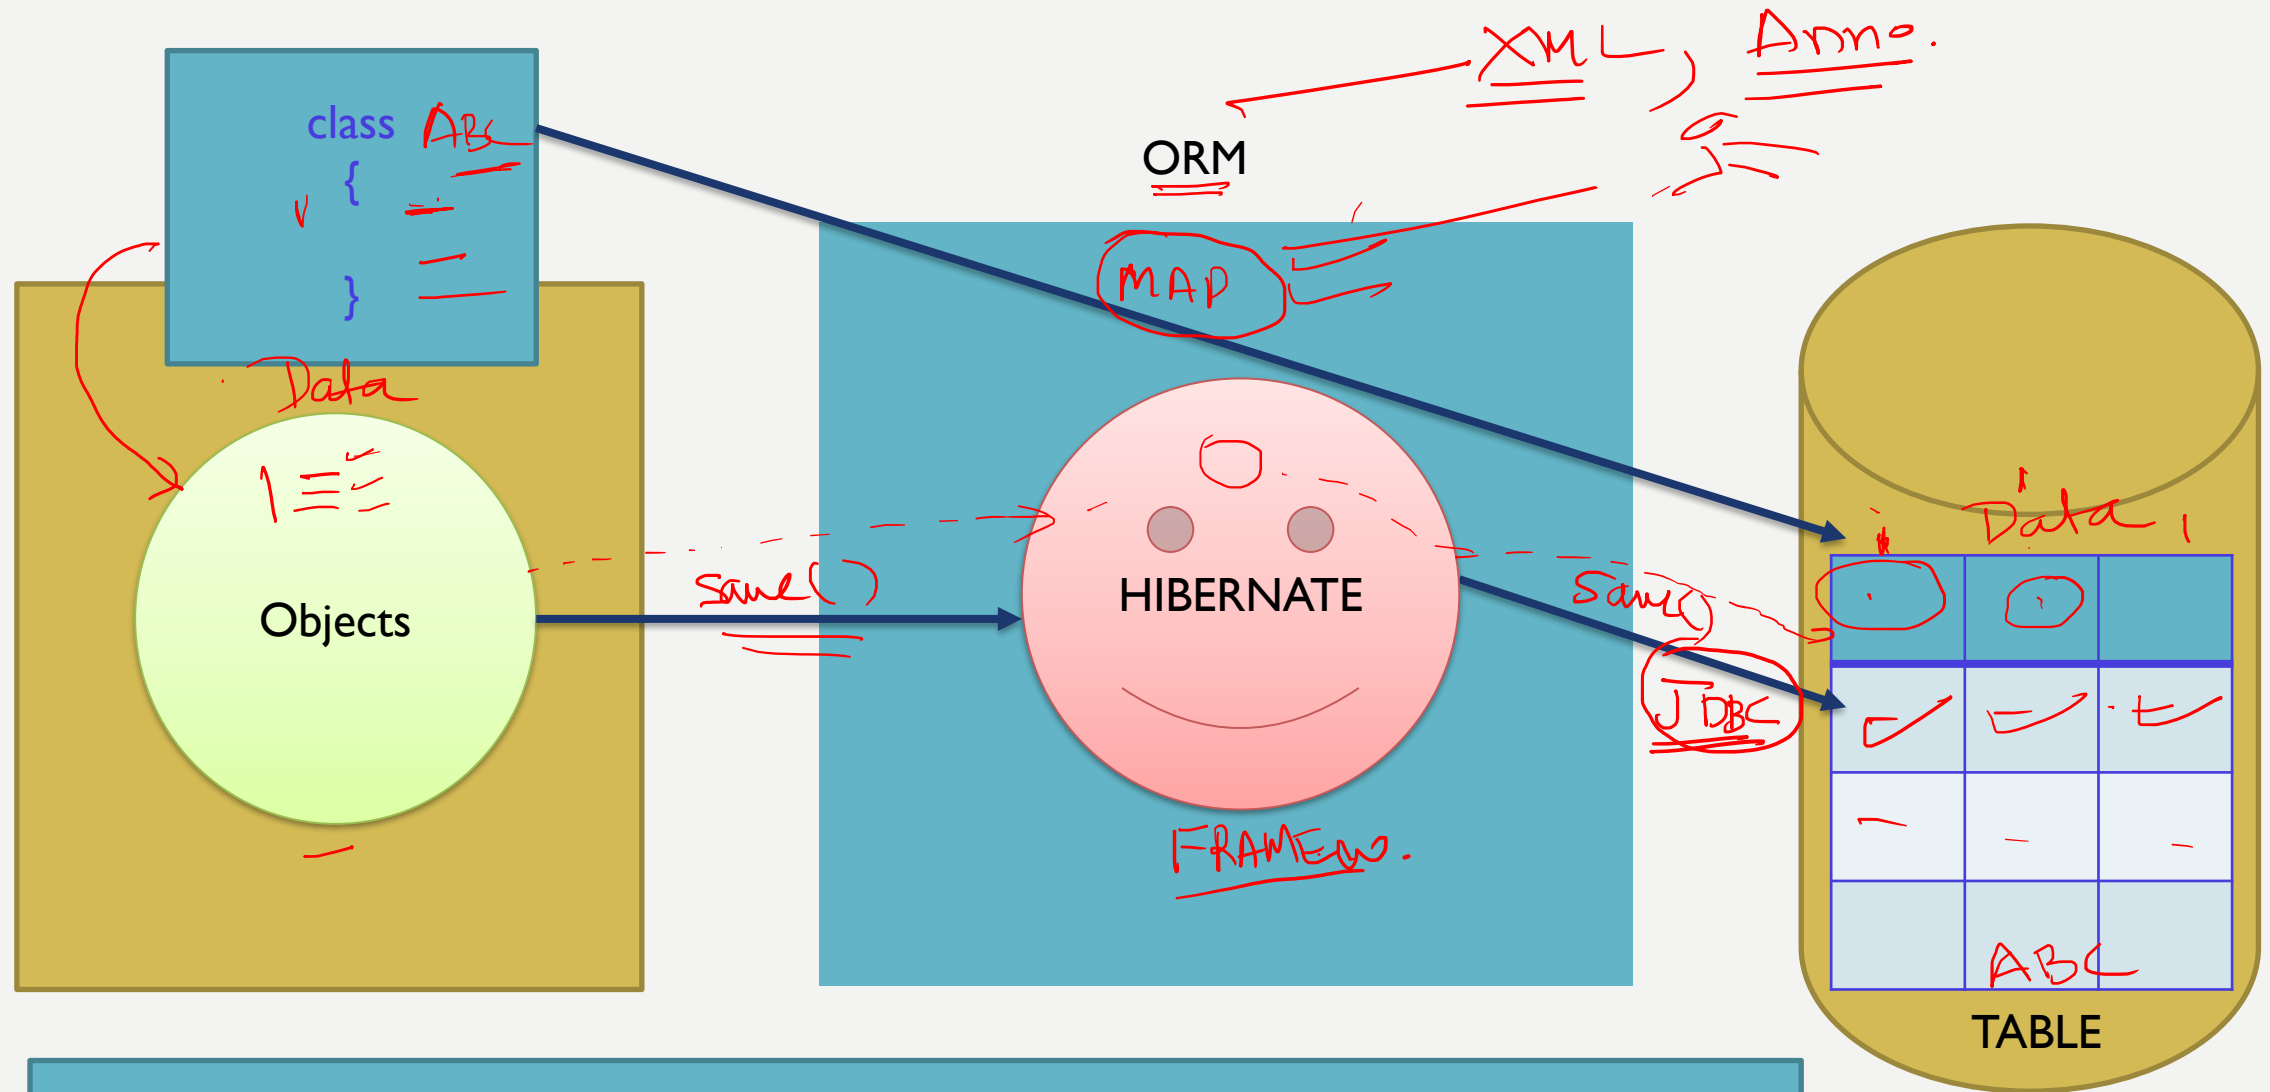 XML, Anno.
class ABC
{
}
ORM
MAP
Data
Data
save()
HIBERNATE
save()
Objects
JDBC
FRAMEW.
ABC
TABLE